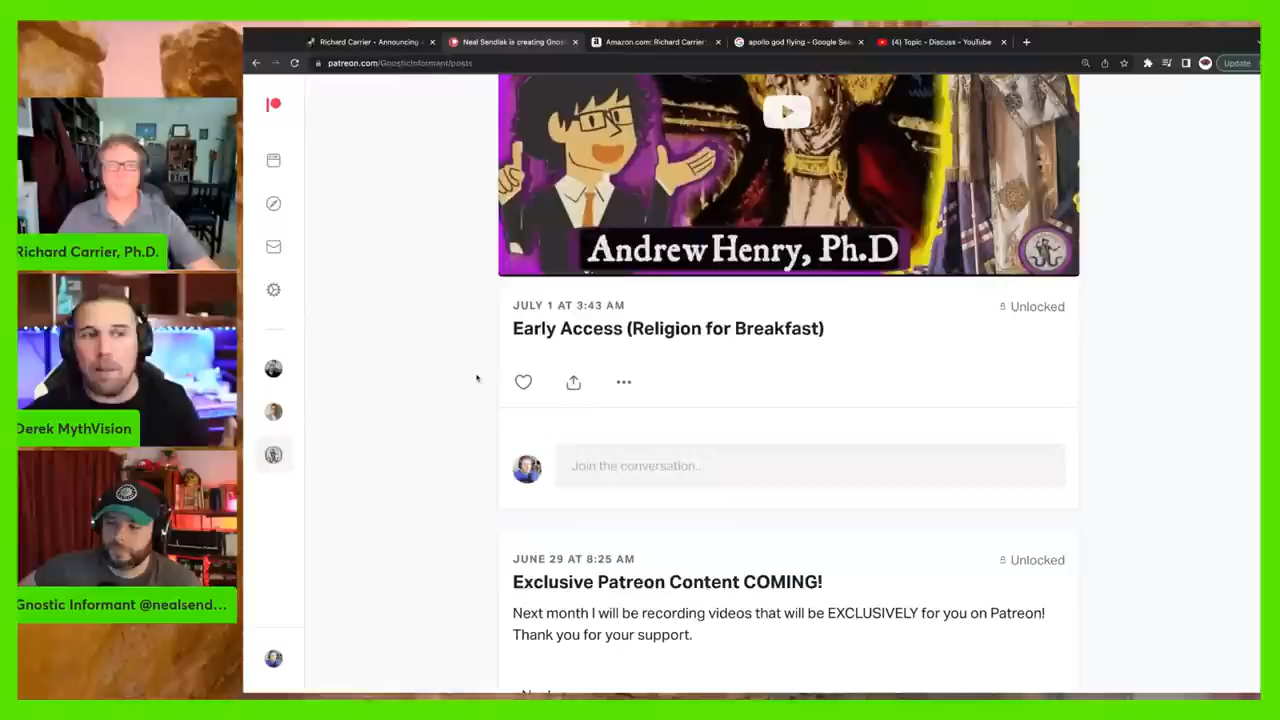 Richard Carrier - Announcing
Neal Sendlak is creating Gnos
Amazon.com: Richard Carrier
apollo god flying - Google Sea
(4) Topic - Discuss - YouTube
patreon.com/GnosticInformant/posts
Update
Andrew Henry, Ph.D
JULY 1 AT 3:43 AM
Unlocked
Early Access (Religion for Breakfast)
Join the conversation...
JUNE 29 AT 8:25 AM
Unlocked
Exclusive Patreon Content COMING!
Next month I will be recording videos that will be EXCLUSIVELY for you on Patreon!
Thank you for your support.
Richard Carrier, Ph.D.
Derek MythVision
Gnostic Informant @nealsend...